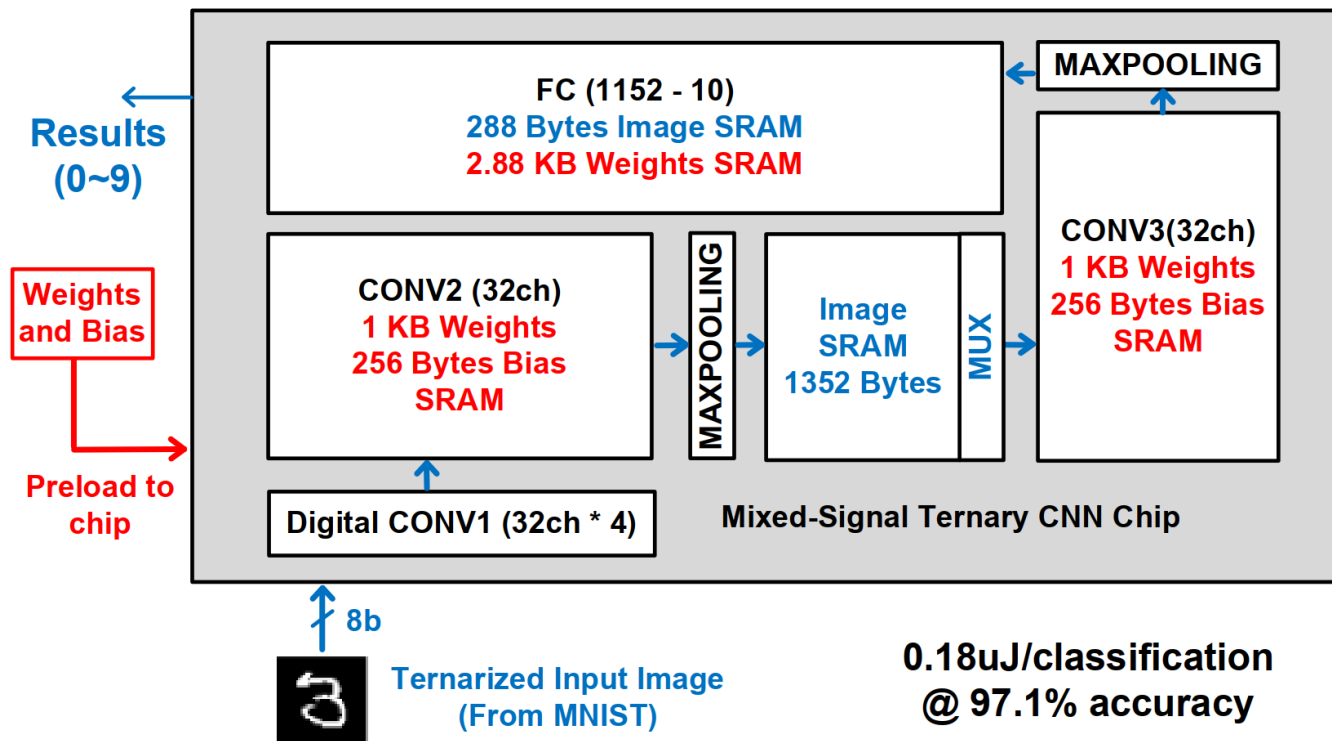 FC (1152 - 10)
288 Bytes Image SRAM
2.88 KB Weights SRAM
MAXPOOLING
Results
(0~9)
CONV2 (32ch)
1 KB Weights
256 Bytes Bias
SRAM
MAXPOOLING
Image
SRAM
1352 Bytes
MUX
CONV3(32ch)
1 KB Weights
256 Bytes Bias
SRAM
Weights
and Bias
Preload to
chip
Digital CONV1 (32ch * 4)
Mixed-Signal Ternary CNN Chip
8b
3
Ternarized Input Image
(From MNIST)
0.18uJ/classification
@ 97.1% accuracy